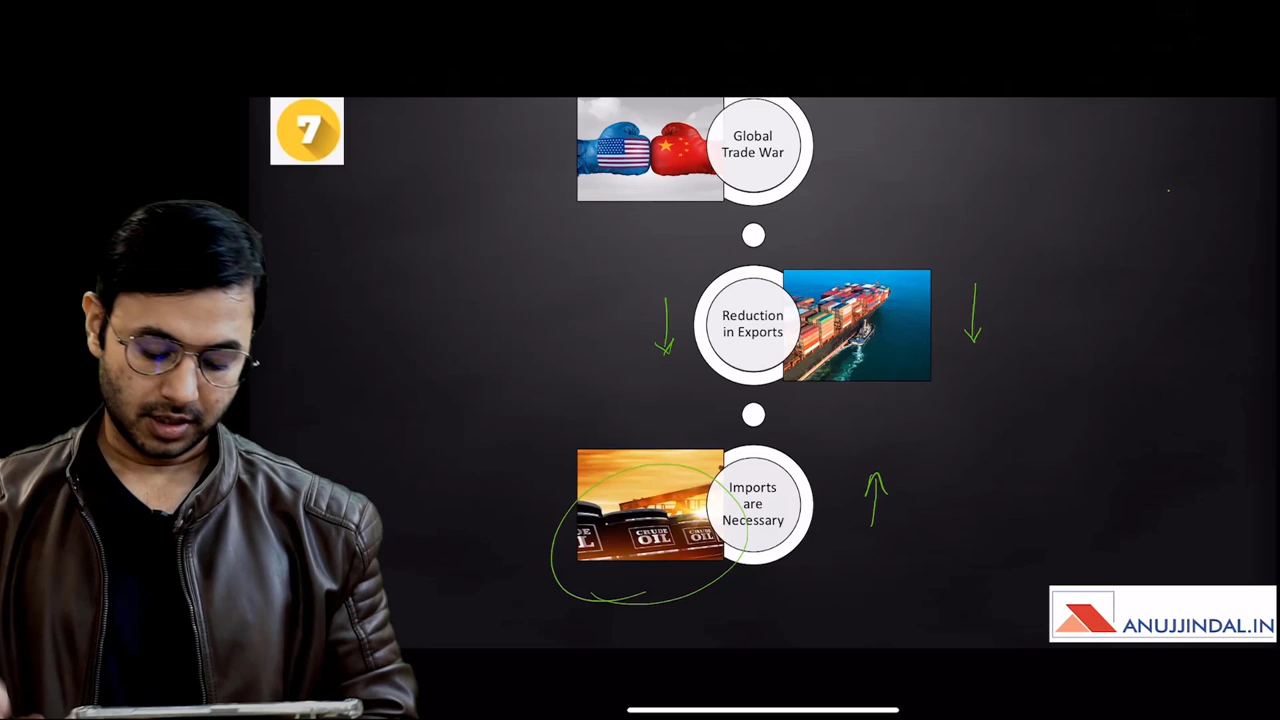 7
Global
Trade War
Reduction
in Exports
Imports
are
Necessary
CRUDE
OIL
CRUDE
OIL
ANUJJINDAL.IN